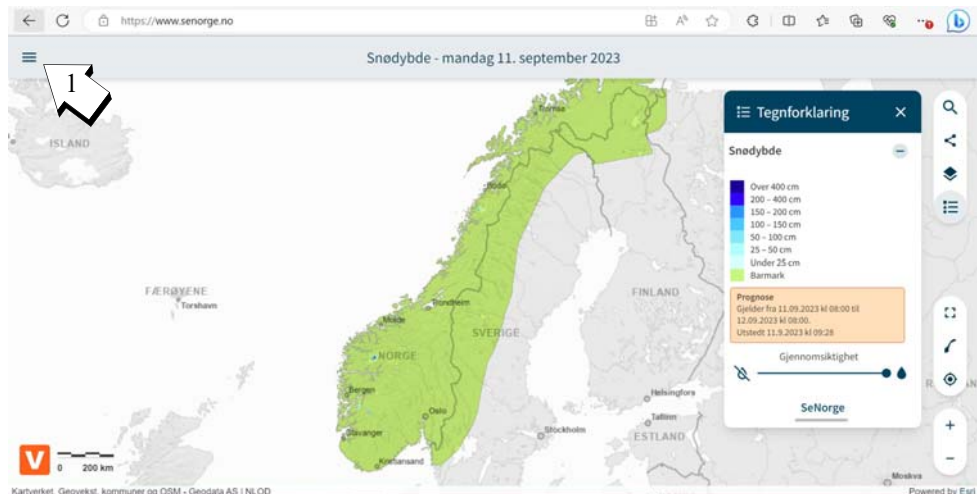 https://www.senorge.no
Snødybde - mandag 11. september 2023
1
ISLAND
Tromsø
Bodø
FÆRØYENE
Torshavn
Trondheim
Molde
SVERIGE
FINLAND
NORGE
Bergen
Oslo
Helsingfors
Stavanger
Stockholm
Tallinn
ESTLAND
Kristiansand
Moskva
Tegnforklaring
Snødybde
Over 400 cm
200 – 400 cm
150 – 200 cm
100 – 150 cm
50 – 100 cm
25 – 50 cm
Under 25 cm
Barmark
Prognose
Gjelder fra 11.09.2023 kl 08:00 til
12.09.2023 kl 08:00.
Utstedt 11.9.2023 kl 09:28
Gjennomsiktighet
SeNorge
V
0 200 km
Kartverket, Geovekst, kommuner og OSM - Geodata AS | NLOD
Powered by Esri